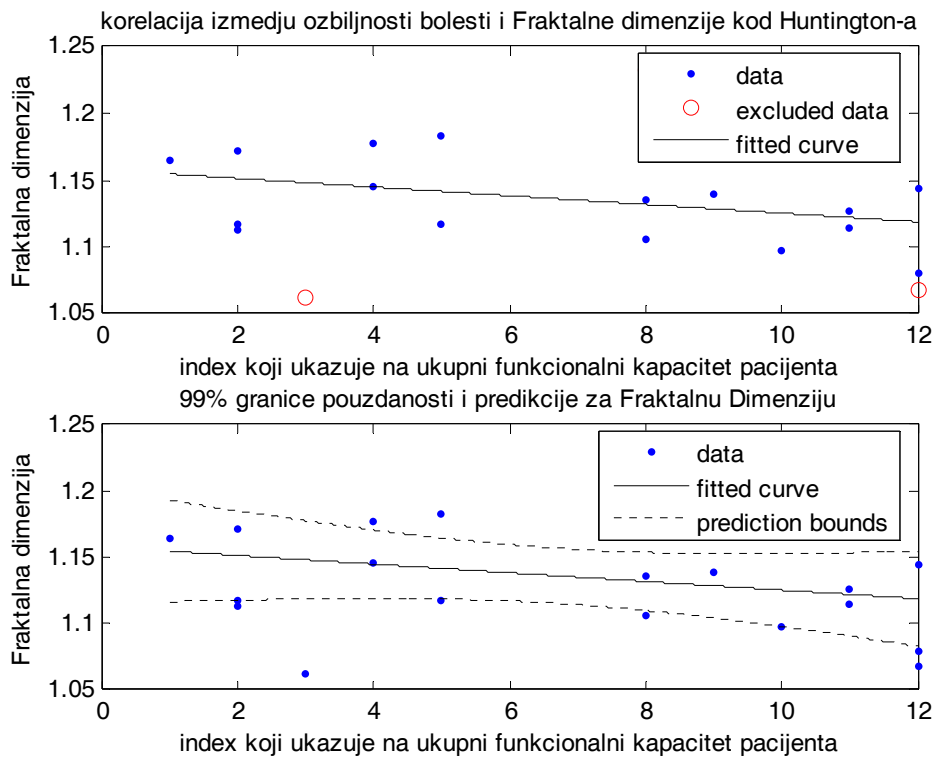 korelacija izmedju ozbiljnosti bolesti i Fraktalne dimenzije kod Huntington-a
1.25
1.2
1.15
1.1
1.05
Fraktalna dimenzija
data
excluded data
fitted curve
0 2 4 6 8 10 12
index koji ukazuje na ukupni funkcionalni kapacitet pacijenta
99% granice pouzdanosti i predikcije za Fraktalnu Dimenziju
1.25
1.2
1.15
1.1
1.05
Fraktalna dimenzija
data
fitted curve
prediction bounds
0 2 4 6 8 10 12
index koji ukazuje na ukupni funkcionalni kapacitet pacijenta